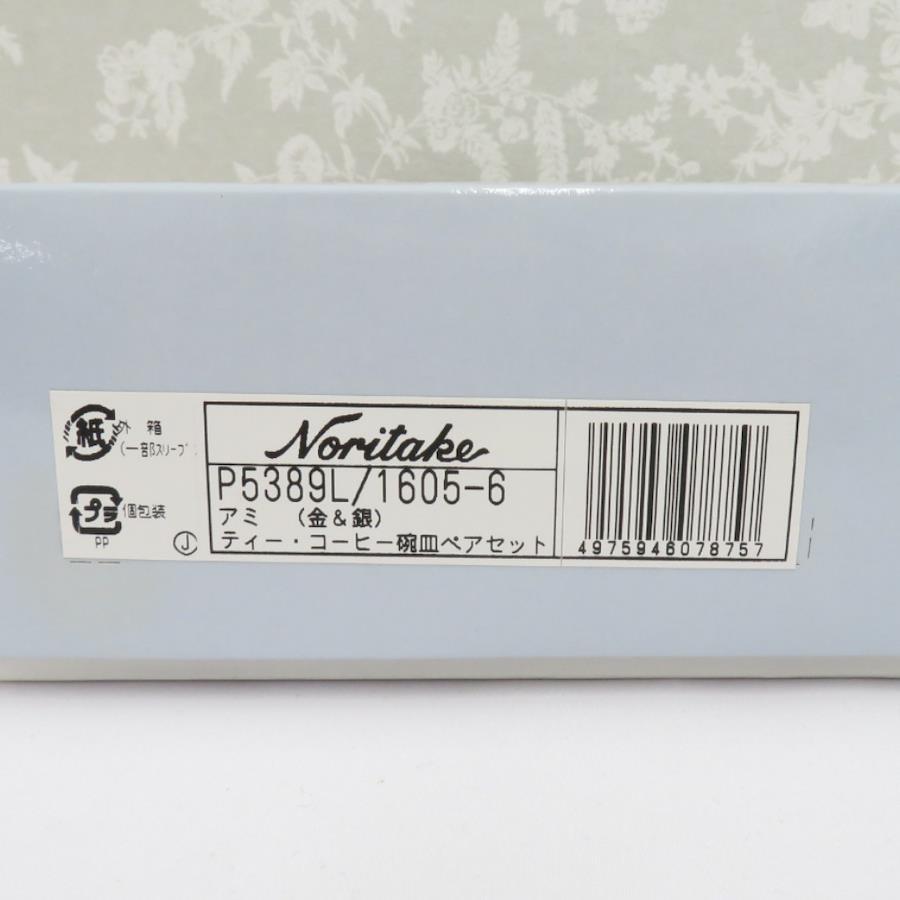 紙 外箱
(一部スリーブ)
プラ 個包装
PP
J
Noritake
P5389L/1605-6
アミ (金&銀)
ティー・コーヒー碗皿ペアセット
4975946078757